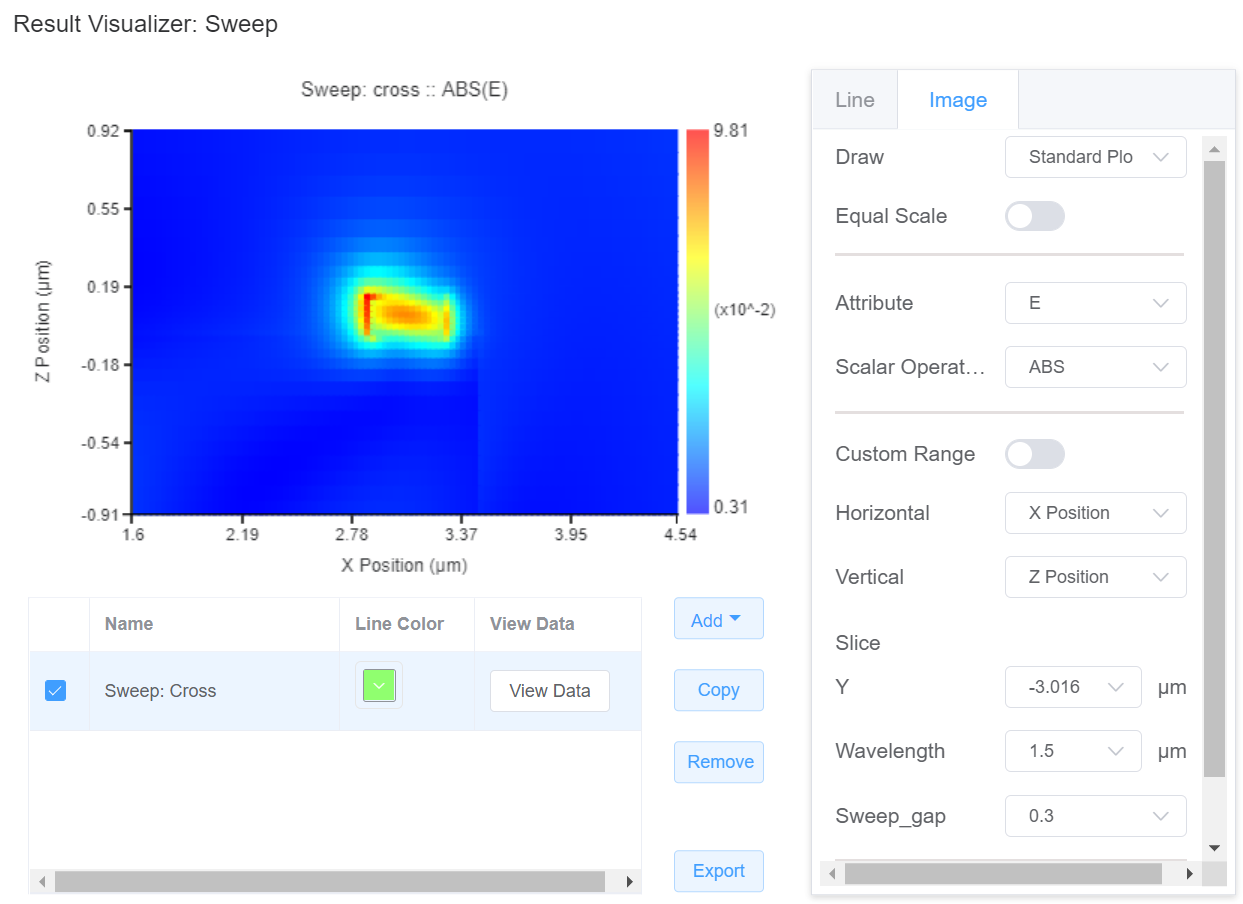 Result Visualizer: Sweep
Sweep: cross :: ABS(E)
0.92
0.55
0.19
-0.18
-0.54
-0.91
Z Position (µm)
1.6 2.19 2.78 3.37 3.95 4.54
X Position (µm)
9.81
(x10^-2)
0.31
Name Line Color View Data
Sweep: Cross View Data
Add
Copy
Remove
Export
Line Image
Draw Standard Plo
Equal Scale
Attribute E
Scalar Operat... ABS
Custom Range
Horizontal X Position
Vertical Z Position
Slice
Y -3.016 µm
Wavelength 1.5 µm
Sweep_gap 0.3